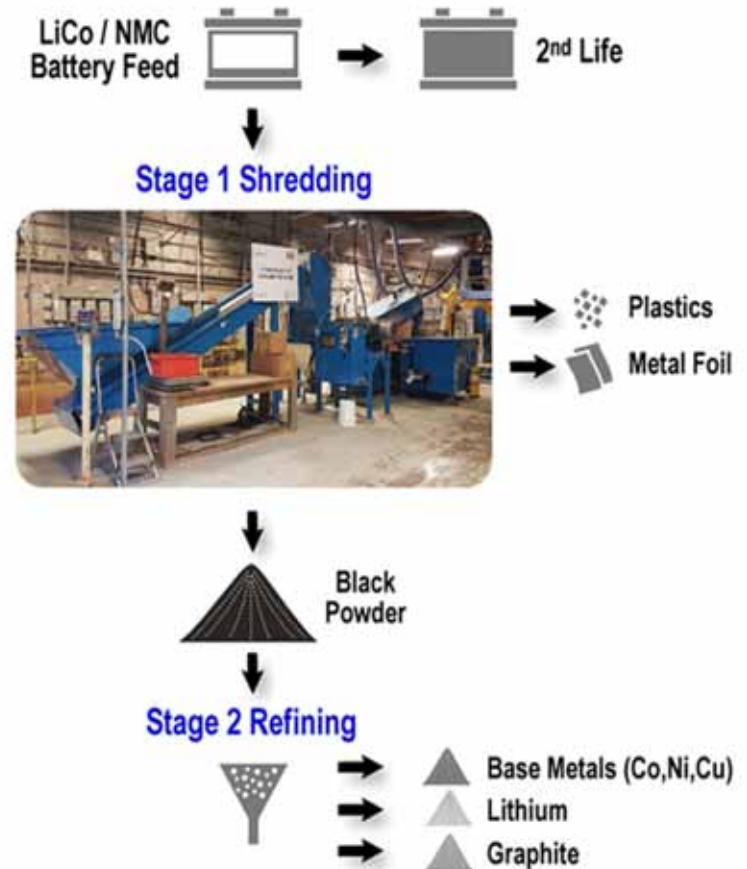 LiCo / NMC
Battery Feed
2nd Life
Stage 1 Shredding
Plastics
Metal Foil
Black
Powder
Stage 2 Refining
Base Metals (Co,Ni,Cu)
Lithium
Graphite